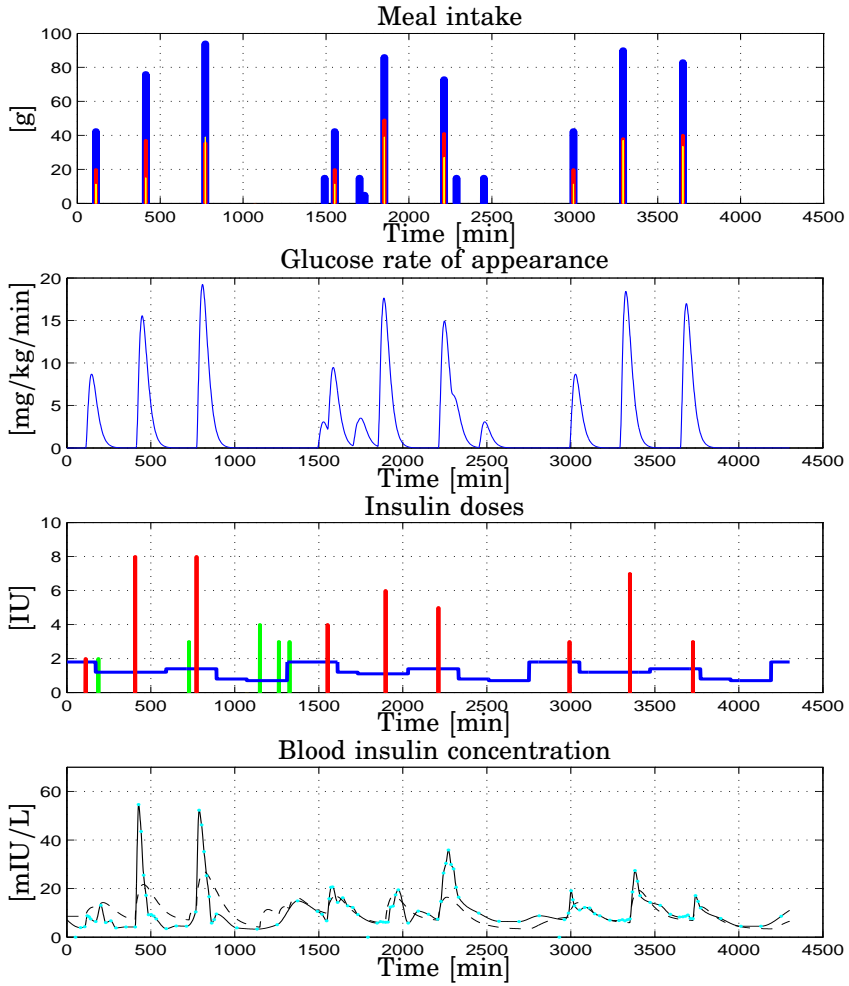 Meal intake
100
80
60
40
20
0
[g]
0 500 1000 1500 2000 2500 3000 3500 4000 4500
Time [min]
Glucose rate of appearance
20
15
10
5
0
[mg/kg/min]
0 500 1000 1500 2000 2500 3000 3500 4000 4500
Time [min]
Insulin doses
10
8
6
4
2
0
[IU]
0 500 1000 1500 2000 2500 3000 3500 4000 4500
Time [min]
Blood insulin concentration
60
40
20
0
[mIU/L]
0 500 1000 1500 2000 2500 3000 3500 4000 4500
Time [min]